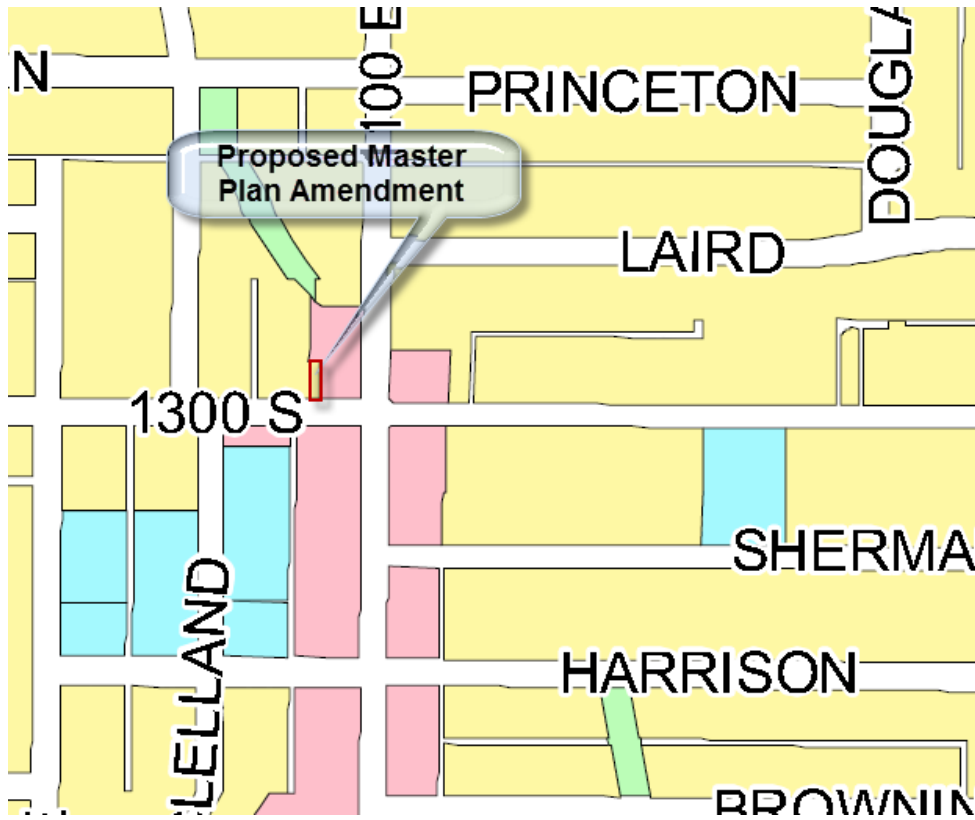 N
100 E
PRINCETON
DOUGLA
Proposed Master
Plan Amendment
LAIRD
1300 S
SHERMA
LELLAND
HARRISON
BROWNIN